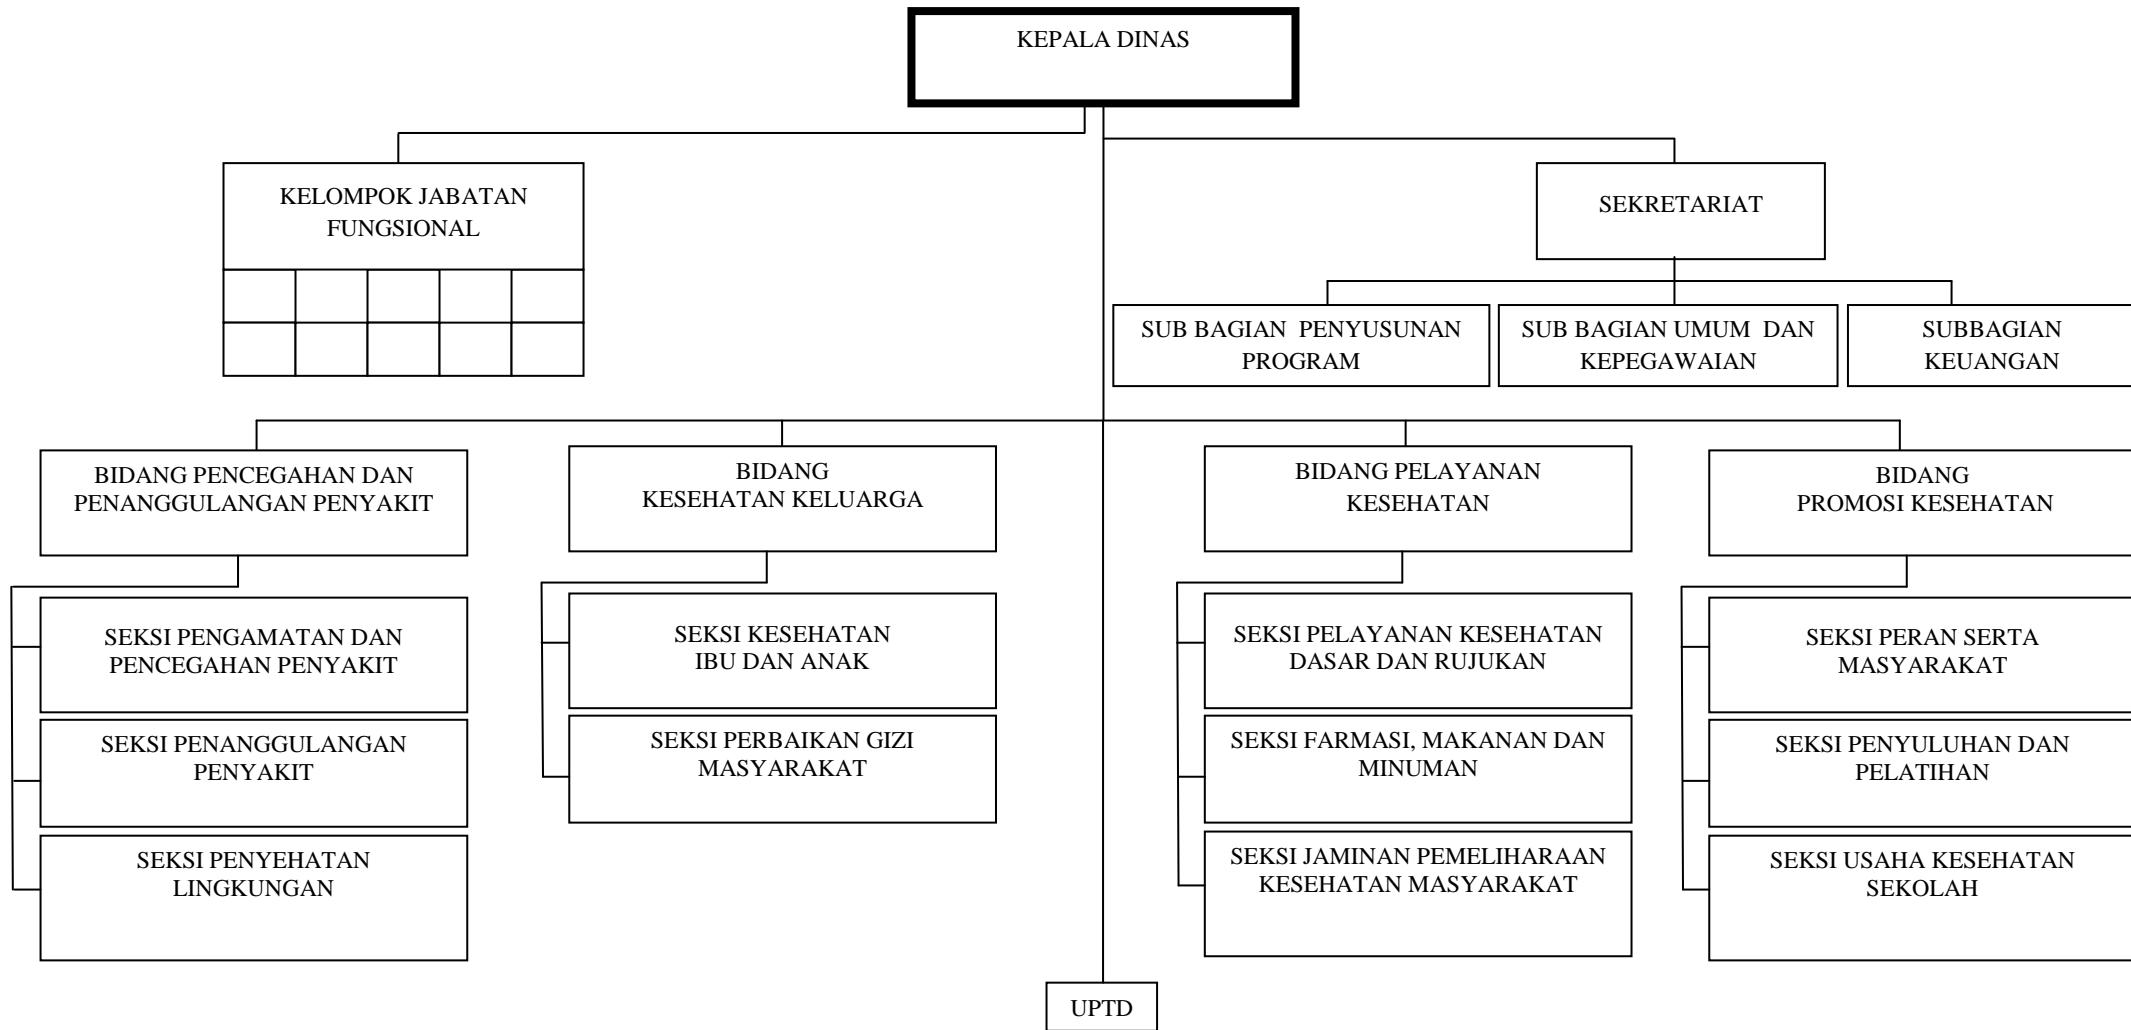 KEPALA DINAS
KELOMPOK JABATAN
FUNGSIONAL
SEKRETARIAT
SUB BAGIAN PENYUSUNAN
PROGRAM
SUB BAGIAN UMUM DAN
KEPEGAWAIAN
SUBBAGIAN
KEUANGAN
BIDANG PENCEGAHAN DAN
PENANGGULANGAN PENYAKIT
BIDANG
KESEHATAN KELUARGA
BIDANG PELAYANAN
KESEHATAN
BIDANG
PROMOSI KESEHATAN
SEKSI PENGAMATAN DAN
PENCEGAHAN PENYAKIT
SEKSI KESEHATAN
IBU DAN ANAK
SEKSI PELAYANAN KESEHATAN
DASAR DAN RUJUKAN
SEKSI PERAN SERTA
MASYARAKAT
SEKSI PENANGGULANGAN
PENYAKIT
SEKSI PERBAIKAN GIZI
MASYARAKAT
SEKSI FARMASI, MAKANAN DAN
MINUMAN
SEKSI PENYULUHAN DAN
PELATIHAN
SEKSI PENYEHATAN
LINGKUNGAN
SEKSI JAMINAN PEMELIHARAAN
KESEHATAN MASYARAKAT
SEKSI USAHA KESEHATAN
SEKOLAH
UPTD